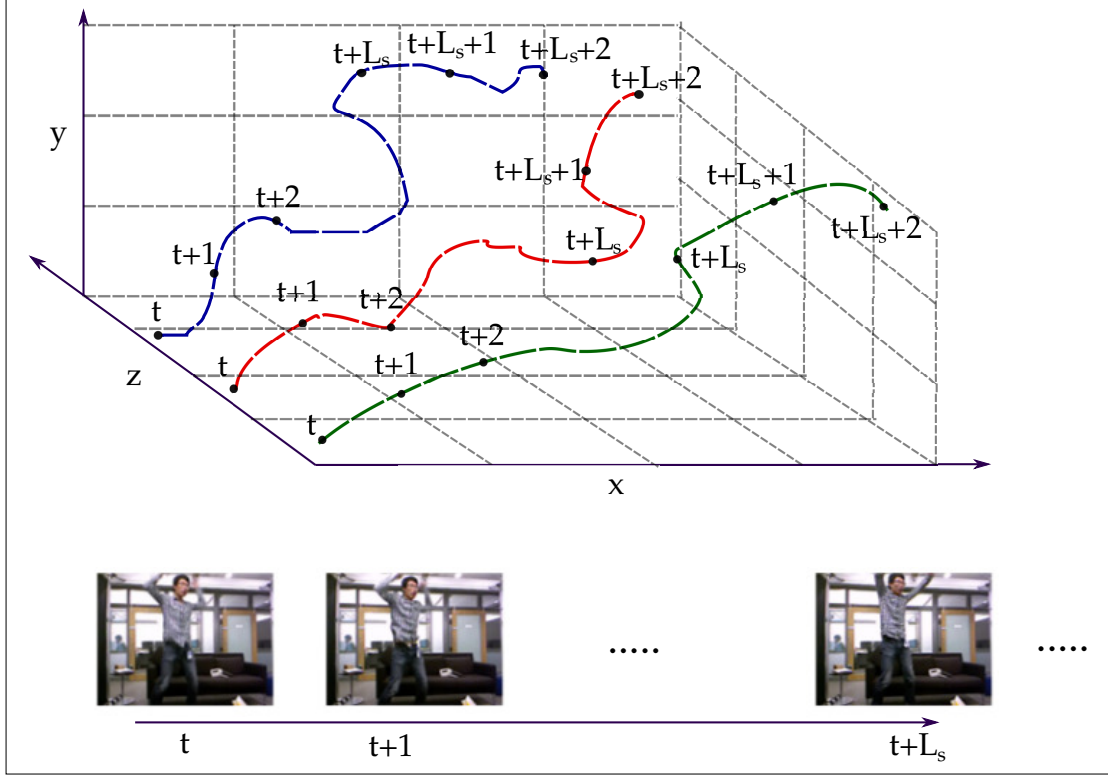 t+Lₛ
t+Lₛ+1
t+Lₛ+2
t+Lₛ+2
y
t+Lₛ+1
t+Lₛ+1
t+2
t+Lₛ+2
t+1
t+Lₛ
t+Lₛ
t
t+1
t+2
z
t
t+1
t+2
t
x
.....
.....
t
t+1
t+Lₛ